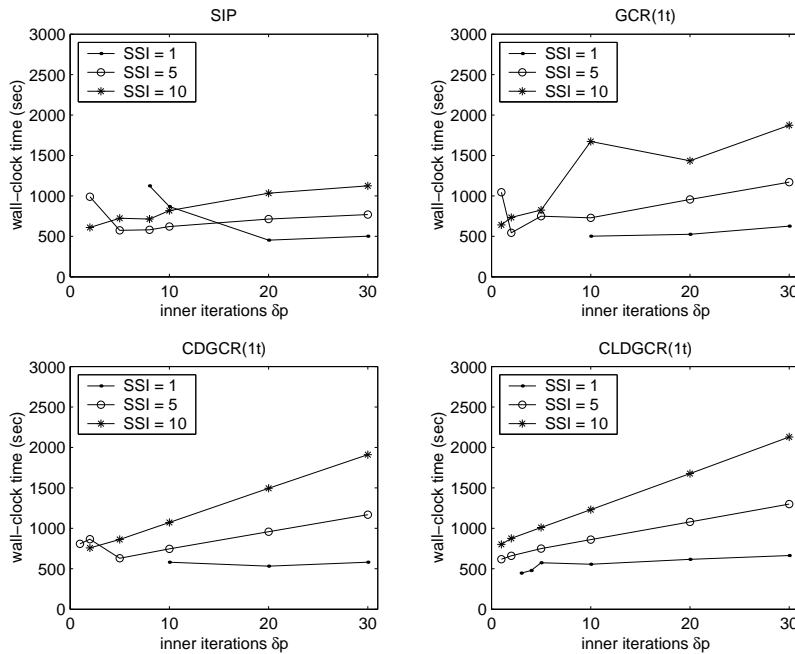 SIP
3000
2500
2000
1500
1000
500
0
wall−clock time (sec)
SSI = 1
SSI = 5
SSI = 10
0
10
20
30
inner iterations δp
GCR(1t)
3000
2500
2000
1500
1000
500
0
wall−clock time (sec)
SSI = 1
SSI = 5
SSI = 10
0
10
20
30
inner iterations δp
CDGCR(1t)
3000
2500
2000
1500
1000
500
0
wall−clock time (sec)
SSI = 1
SSI = 5
SSI = 10
0
10
20
30
inner iterations δp
CLDGCR(1t)
3000
2500
2000
1500
1000
500
0
wall−clock time (sec)
SSI = 1
SSI = 5
SSI = 10
0
10
20
30
inner iterations δp